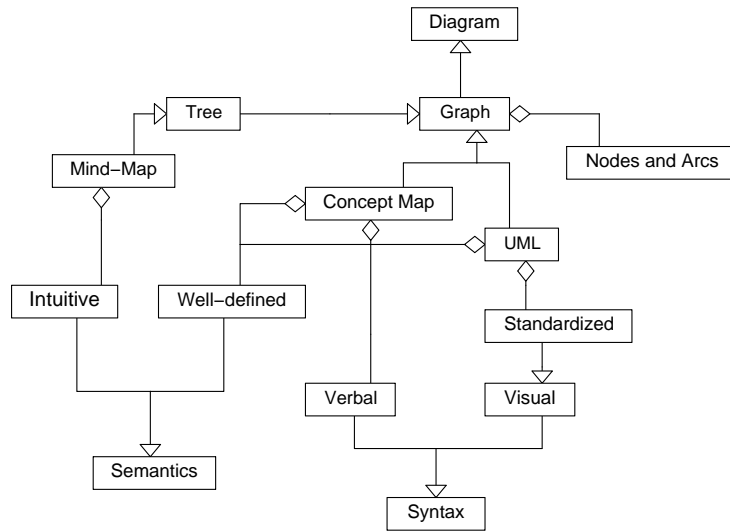 Diagram
Tree
Graph
Mind–Map
Nodes and Arcs
Concept Map
UML
Intuitive
Well–defined
Standardized
Verbal
Visual
Semantics
Syntax